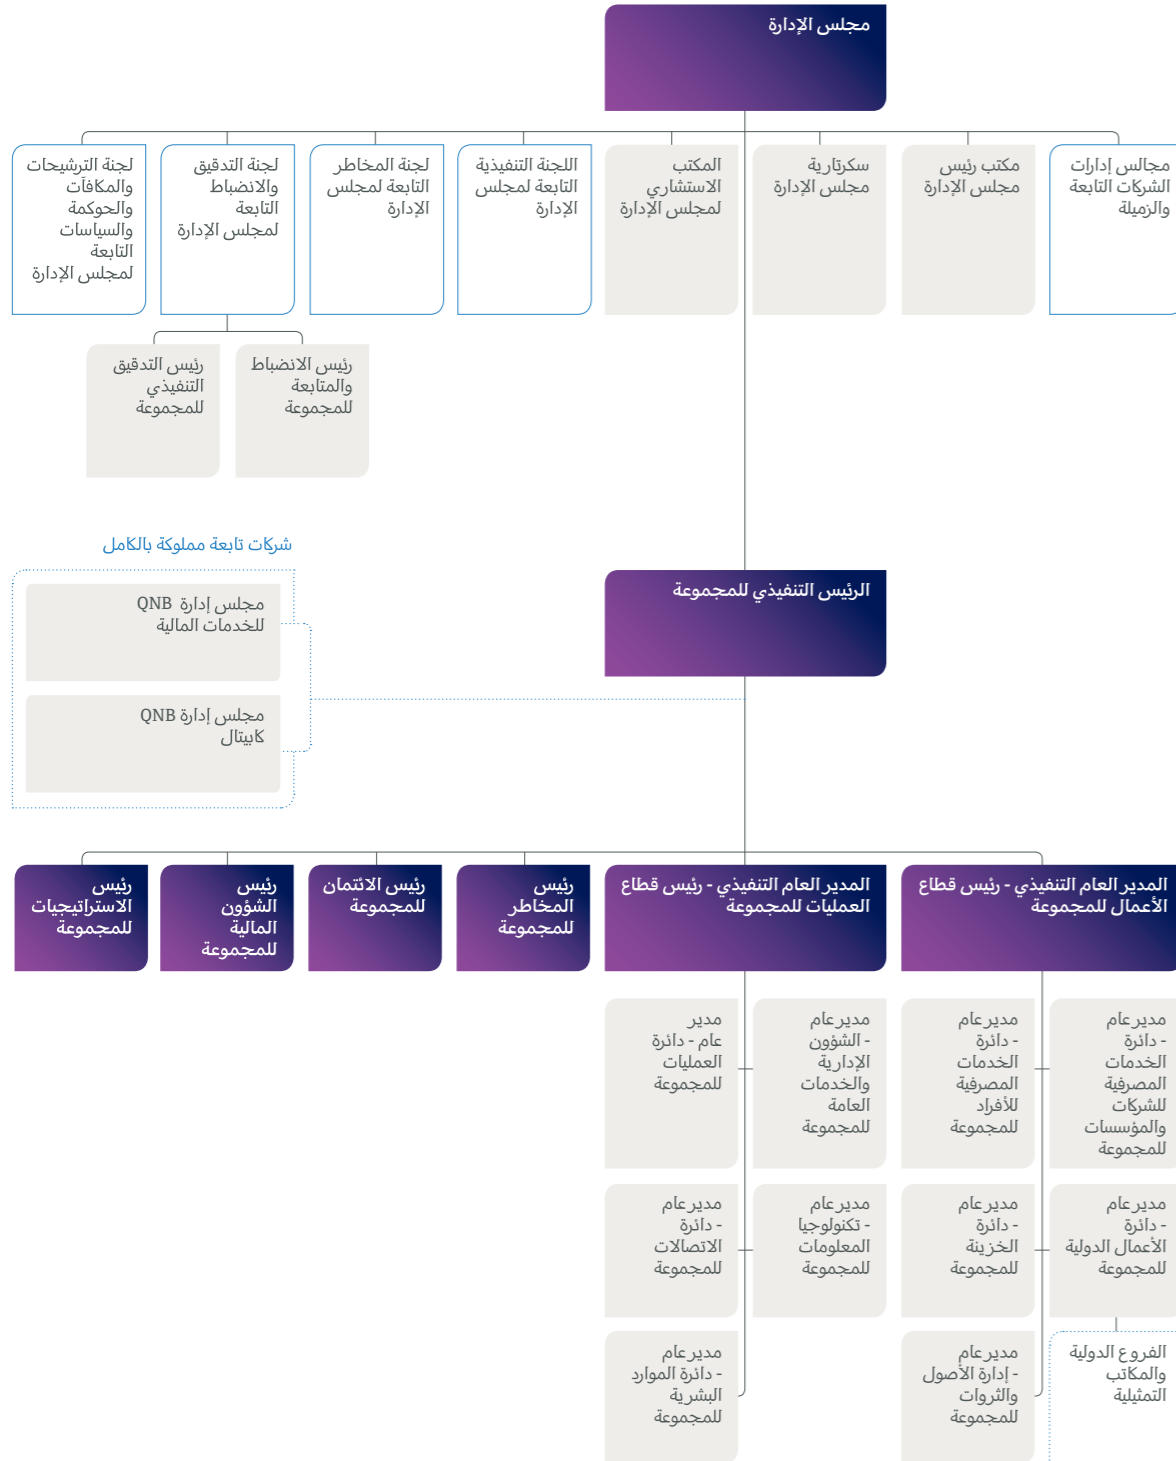 مجلس الإدارة
مجالس إدارات
الشركات التابعة
والزميلة
مكتب رئيس
مجلس الإدارة
سكرتارية
مجلس الإدارة
المكتب
الاستشاري
لمجلس الإدارة
اللجنة التنفيذية
التابعة لمجلس
الإدارة
لجنة المخاطر
التابعة لمجلس
الإدارة
لجنة التدقيق
والانضباط
التابعة
لمجلس الإدارة
لجنة الترشيحات
والمكافآت
والحوكمة
والسياسات
التابعة
لمجلس الإدارة
رئيس الانضباط
والمتابعة
للمجموعة
رئيس التدقيق
التنفيذي
للمجموعة
شركات تابعة مملوكة بالكامل
مجلس إدارة QNB
للخدمات المالية
مجلس إدارة QNB
كابيتال
الرئيس التنفيذي للمجموعة
المدير العام التنفيذي - رئيس قطاع
الأعمال للمجموعة
المدير العام التنفيذي - رئيس قطاع
العمليات للمجموعة
رئيس
المخاطر
للمجموعة
رئيس الائتمان
للمجموعة
رئيس
الشؤون
المالية
للمجموعة
رئيس
الاستراتيجيات
للمجموعة
مدير عام
- دائرة
الخدمات
المصرفية
للشركات
والمؤسسات
للمجموعة
مدير عام
- دائرة
الخدمات
المصرفية
للأفراد
للمجموعة
مدير عام
- الشؤون
الإدارية
والخدمات
العامة
للمجموعة
مدير
عام - دائرة
العمليات
للمجموعة
مدير عام
- دائرة
الأعمال الدولية
للمجموعة
مدير عام
- دائرة
الخزينة
للمجموعة
مدير عام
- تكنولوجيا
المعلومات
للمجموعة
مدير عام
- دائرة
الاتصالات
للمجموعة
الفروع الدولية
والمكاتب
التمثيلية
مدير عام
- إدارة الأصول
والثروات
للمجموعة
مدير عام
- دائرة الموارد
البشرية
للمجموعة